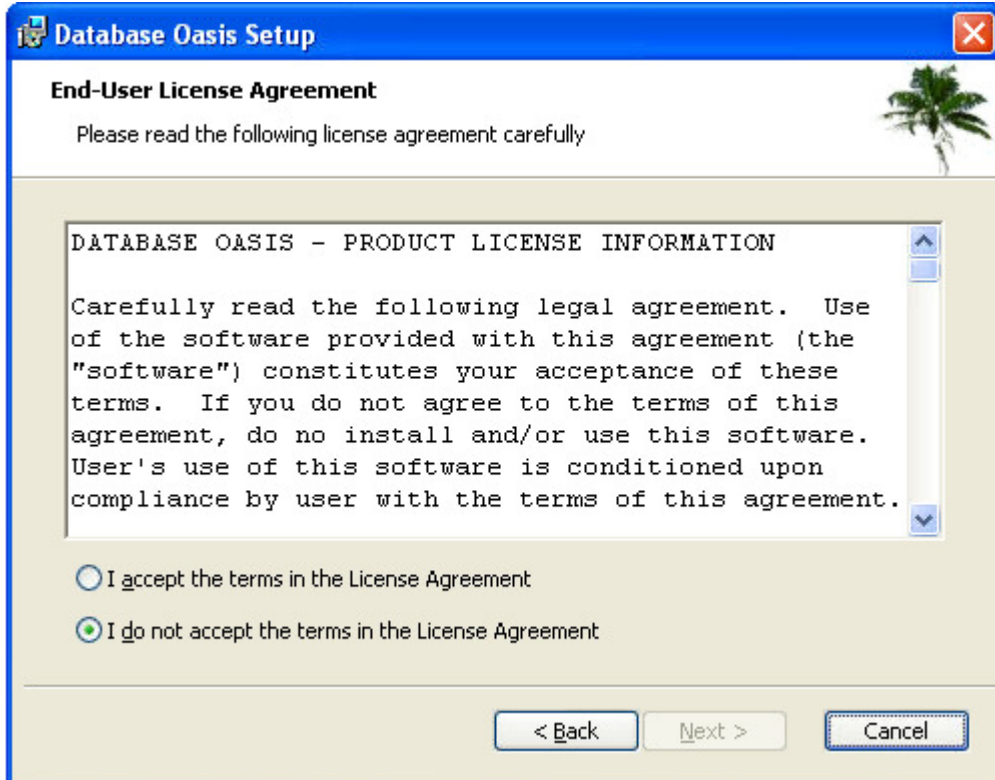 Database Oasis Setup
End-User License Agreement
Please read the following license agreement carefully
DATABASE OASIS - PRODUCT LICENSE INFORMATION
Carefully read the following legal agreement.  Use
of the software provided with this agreement (the
"software") constitutes your acceptance of these
terms.  If you do not agree to the terms of this
agreement, do no install and/or use this software.
User's use of this software is conditioned upon
compliance by user with the terms of this agreement.
I accept the terms in the License Agreement
I do not accept the terms in the License Agreement
< Back Next > Cancel